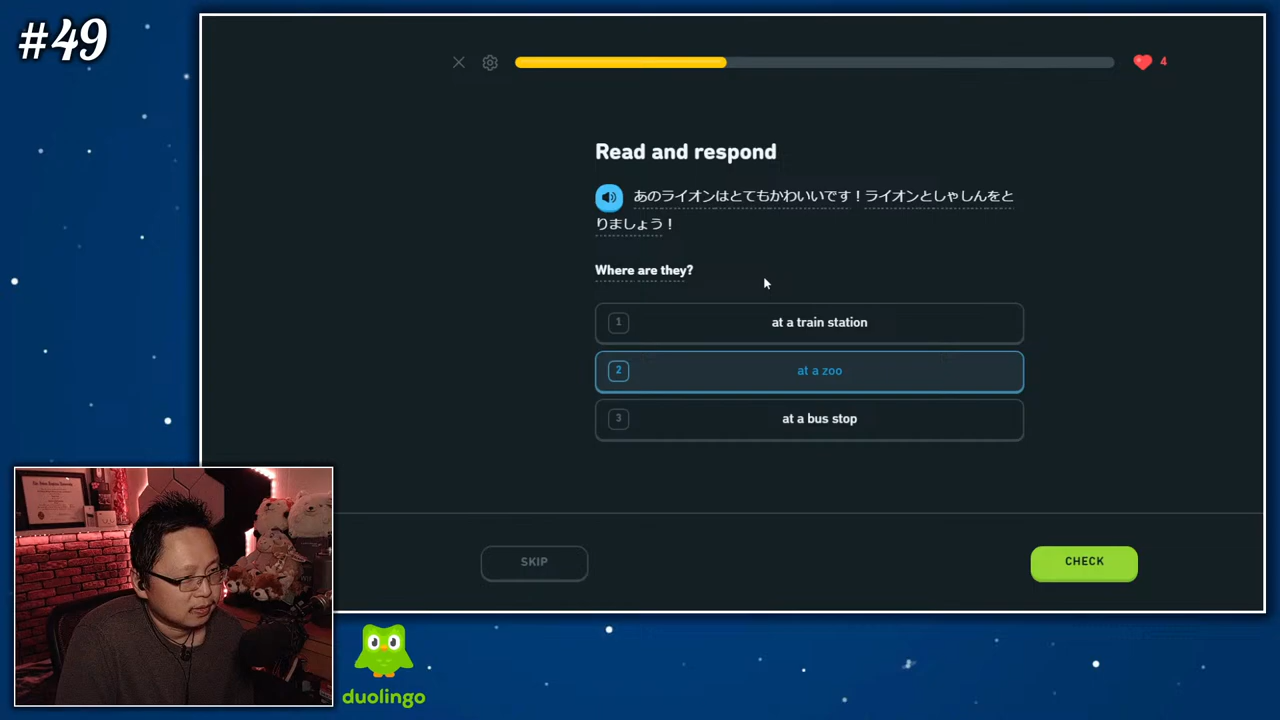 #49
4
Read and respond
あのライオンはとてもかわいいです！ライオンとしゃしんをと
りましょう！
Where are they?
1 at a train station
2 at a zoo
3 at a bus stop
SKIP
CHECK
duolingo